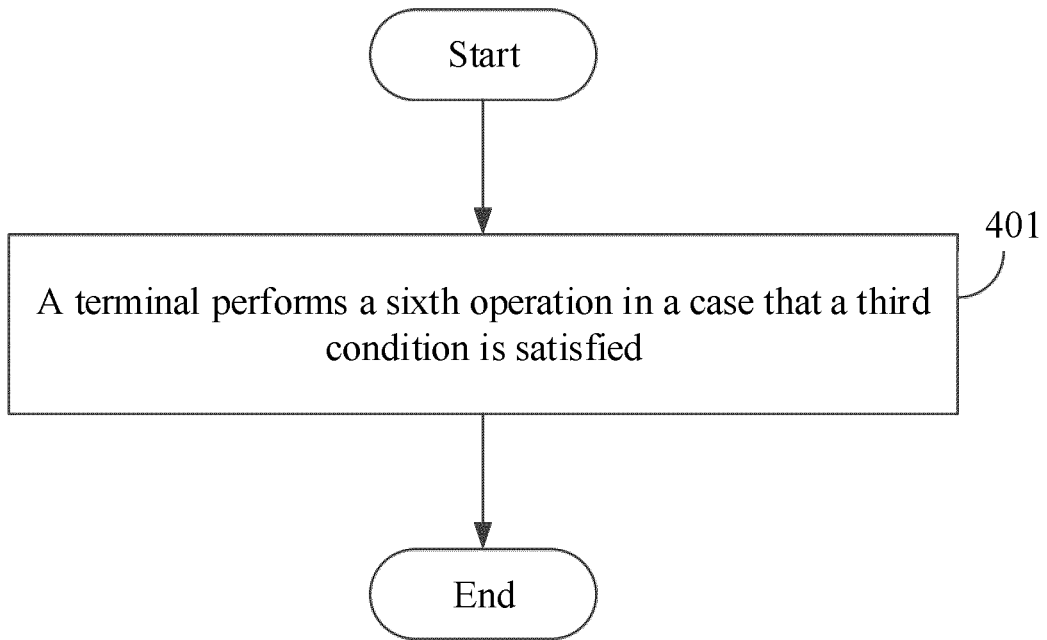 Start
401
A terminal performs a sixth operation in a case that a third
condition is satisfied
End